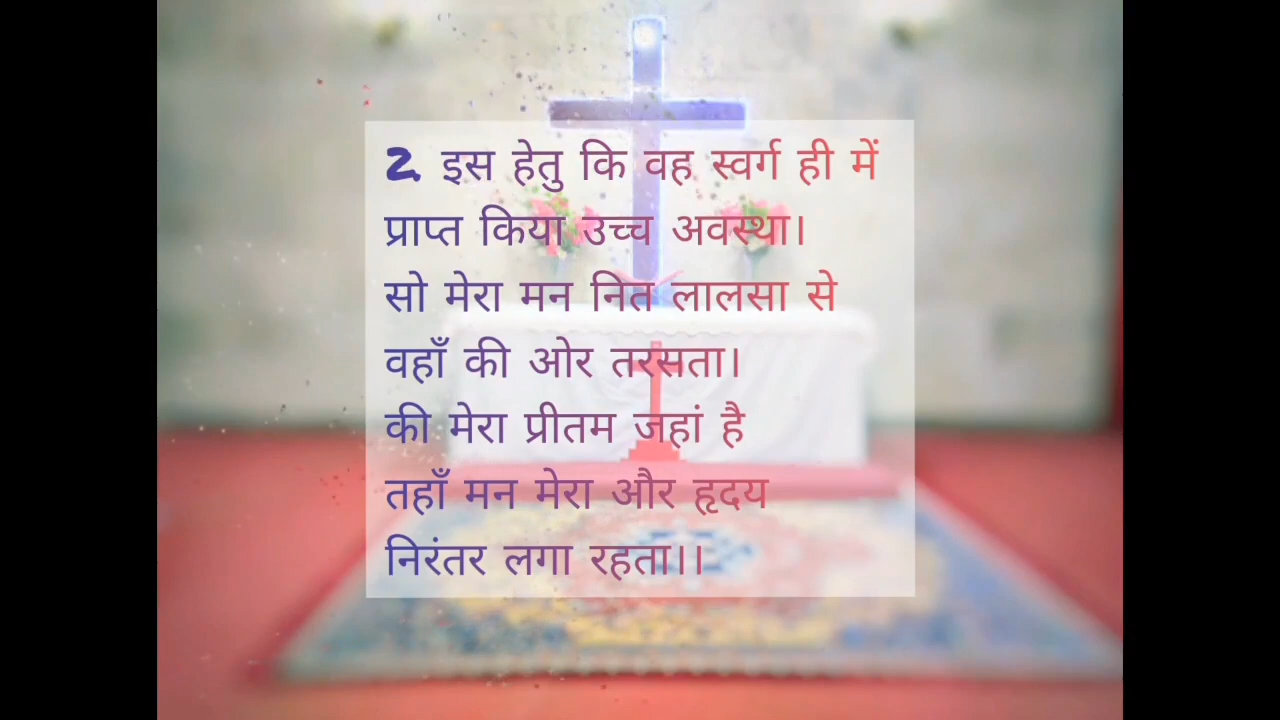 2. इस हेतु कि वह स्वर्ग ही में
प्राप्त किया उच्च अवस्था।
सो मेरा मन नित लालसा से
वहाँ की ओर तरसता।
की मेरा प्रीतम जहां है
तहाँ मन मेरा और हृदय
निरंतर लगा रहता।।